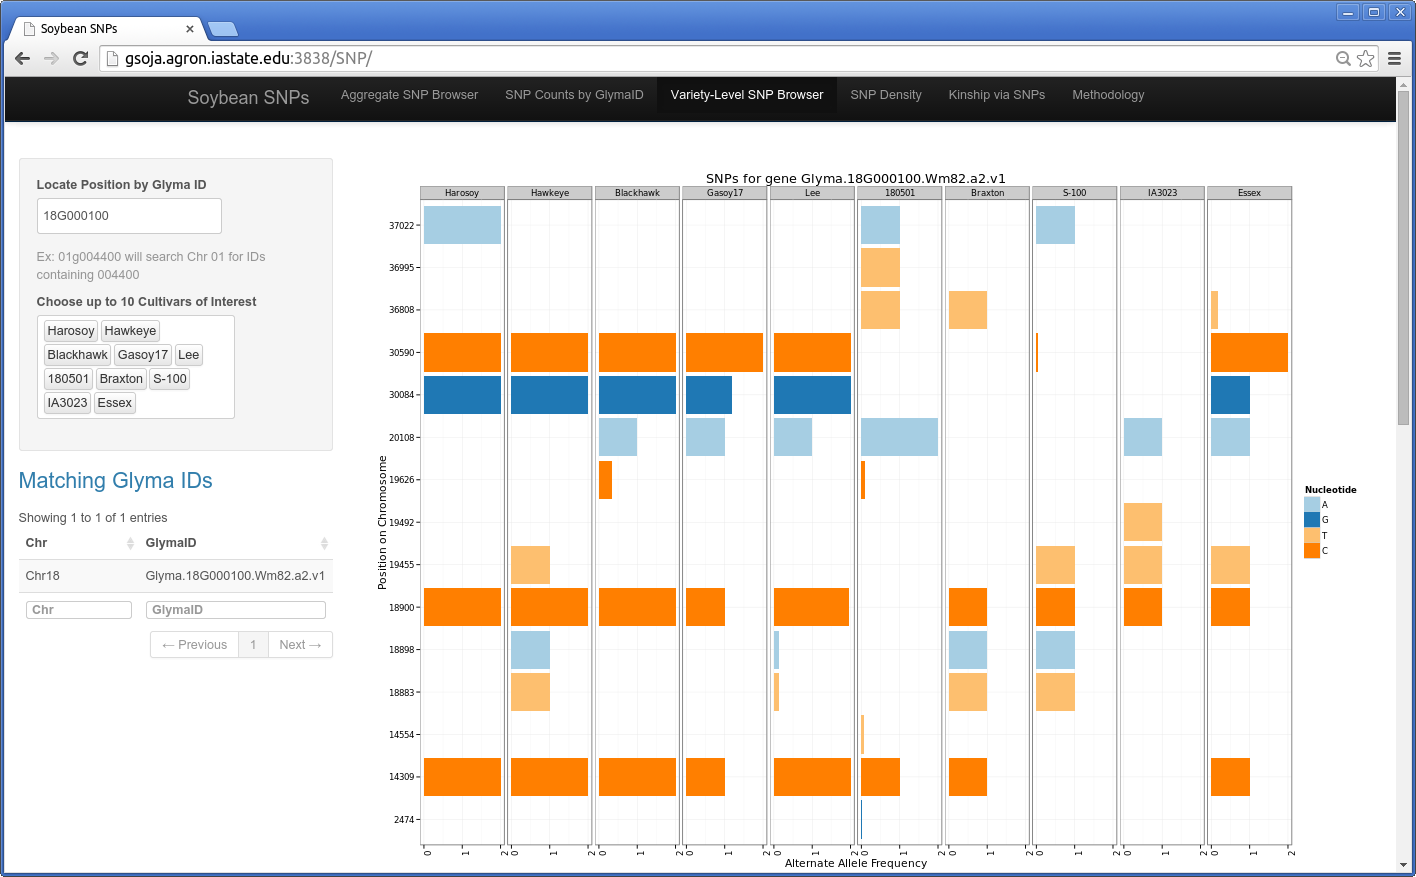 Soybean SNPs
gsoja.agron.iastate.edu:3838/SNP/
Soybean SNPs Aggregate SNP Browser SNP Counts by GlymaID Variety-Level SNP Browser SNP Density Kinship via SNPs Methodology
Locate Position by Glyma ID
18G000100
Ex: 01g004400 will search Chr 01 for IDs
containing 004400
Choose up to 10 Cultivars of Interest
Harosoy Hawkeye
Blackhawk Gasoy17 Lee
180501 Braxton S-100
IA3023 Essex
Matching Glyma IDs
Showing 1 to 1 of 1 entries
Chr GlymaID
Chr18 Glyma.18G000100.Wm82.a2.v1
Chr GlymaID
← Previous 1 Next →
SNPs for gene Glyma.18G000100.Wm82.a2.v1
Harosoy Hawkeye Blackhawk Gasoy17 Lee 180501 Braxton S-100 IA3023 Essex
Position on Chromosome
37022
36995
36808
30590
30084
20108
19626
19492
19455
18900
18898
18883
14554
14309
2474
0 1 2 0 1 2 0 1 2 0 1 2 0 1 2 0 1 2 0 1 2 0 1 2 0 1 2 0 1 2
Alternate Allele Frequency
Nucleotide
A
G
T
C